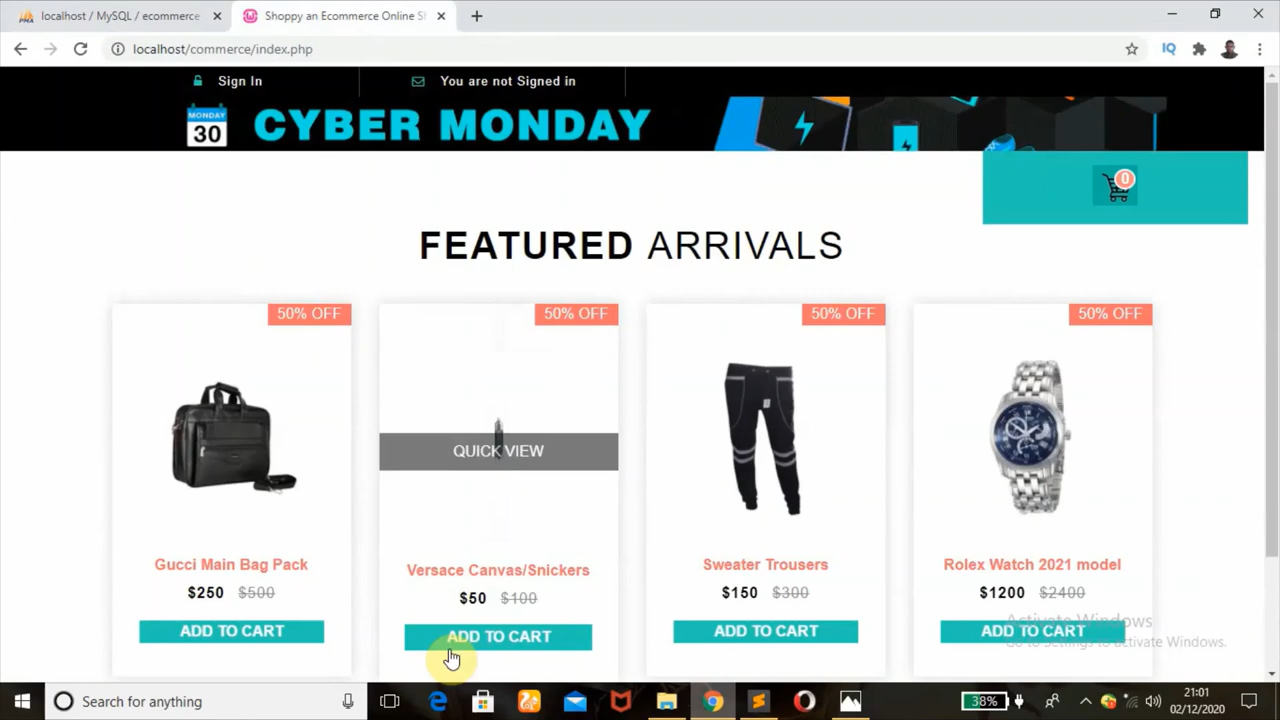 localhost / MySQL / ecommerce
Shoppy an Ecommerce Online S
localhost/commerce/index.php
IQ
Sign In
You are not Signed in
MONDAY
30
CYBER MONDAY
0
FEATURED ARRIVALS
50% OFF
50% OFF
50% OFF
50% OFF
QUICK VIEW
Gucci Main Bag Pack
Versace Canvas/Snickers
Sweater Trousers
Rolex Watch 2021 model
$250 $500
$50 $100
$150 $300
$1200 $2400
ADD TO CART
ADD TO CART
ADD TO CART
ADD TO CART
Activate Windows
Go to Settings to activate Windows.
Search for anything
38%
21:01
02/12/2020